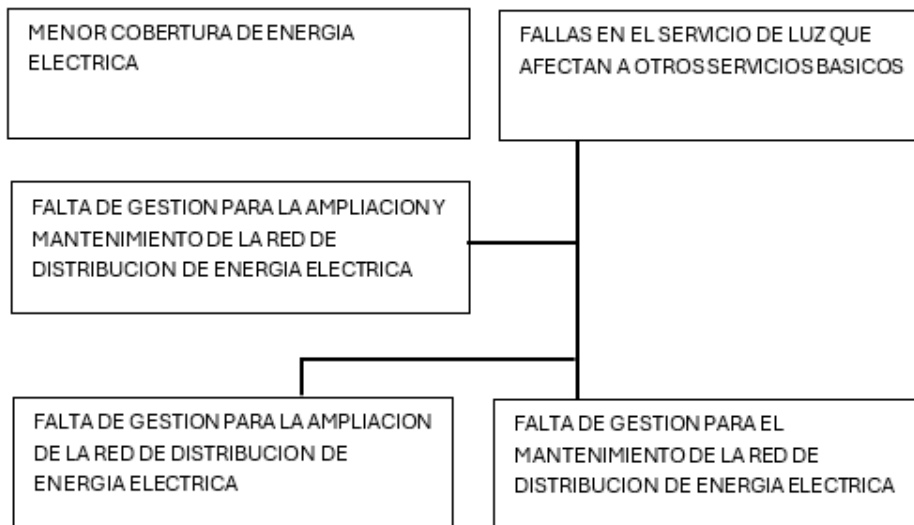 MENOR COBERTURA DE ENERGIA
ELECTRICA
FALLAS EN EL SERVICIO DE LUZ QUE
AFECTAN A OTROS SERVICIOS BASICOS
FALTA DE GESTION PARA LA AMPLIACION Y
MANTENIMIENTO DE LA RED DE
DISTRIBUCION DE ENERGIA ELECTRICA
FALTA DE GESTION PARA LA AMPLIACION
DE LA RED DE DISTRIBUCION DE
ENERGIA ELECTRICA
FALTA DE GESTION PARA EL
MANTENIMIENTO DE LA RED DE
DISTRIBUCION DE ENERGIA ELECTRICA